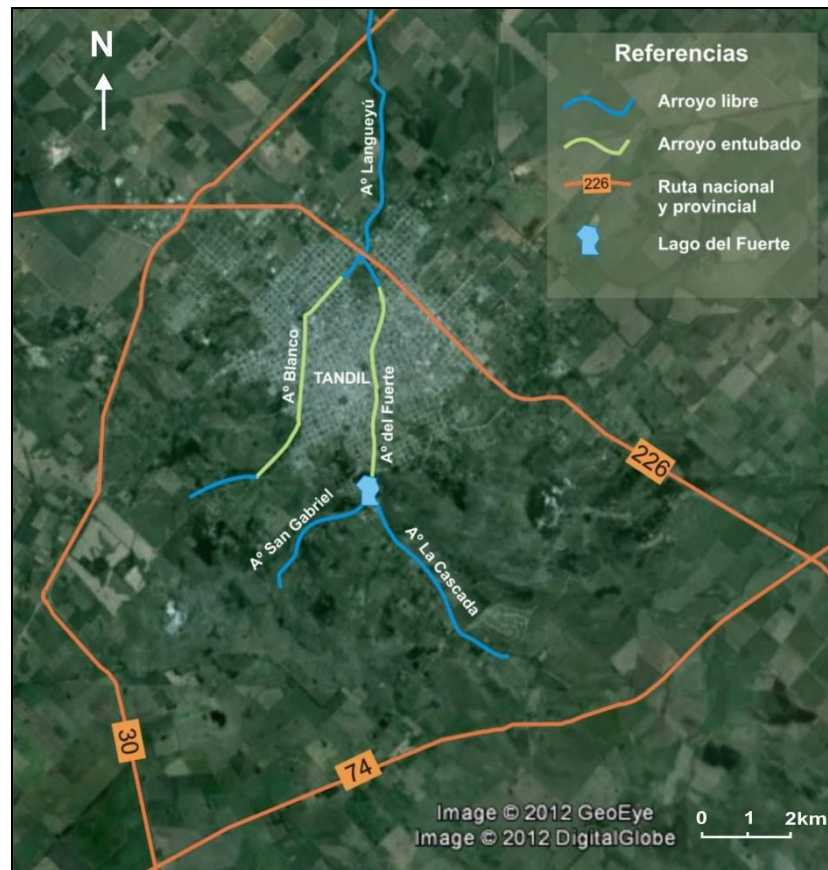 N
Referencias
Arroyo libre
Arroyo entubado
226
Ruta nacional
y provincial
Lago del Fuerte
Aº Langueyú
Aº Blanco
TANDIL
Aº del Fuerte
226
Aº San Gabriel
Aº La Cascada
30
74
Image © 2012 GeoEye
Image © 2012 DigitalGlobe
0 1 2km